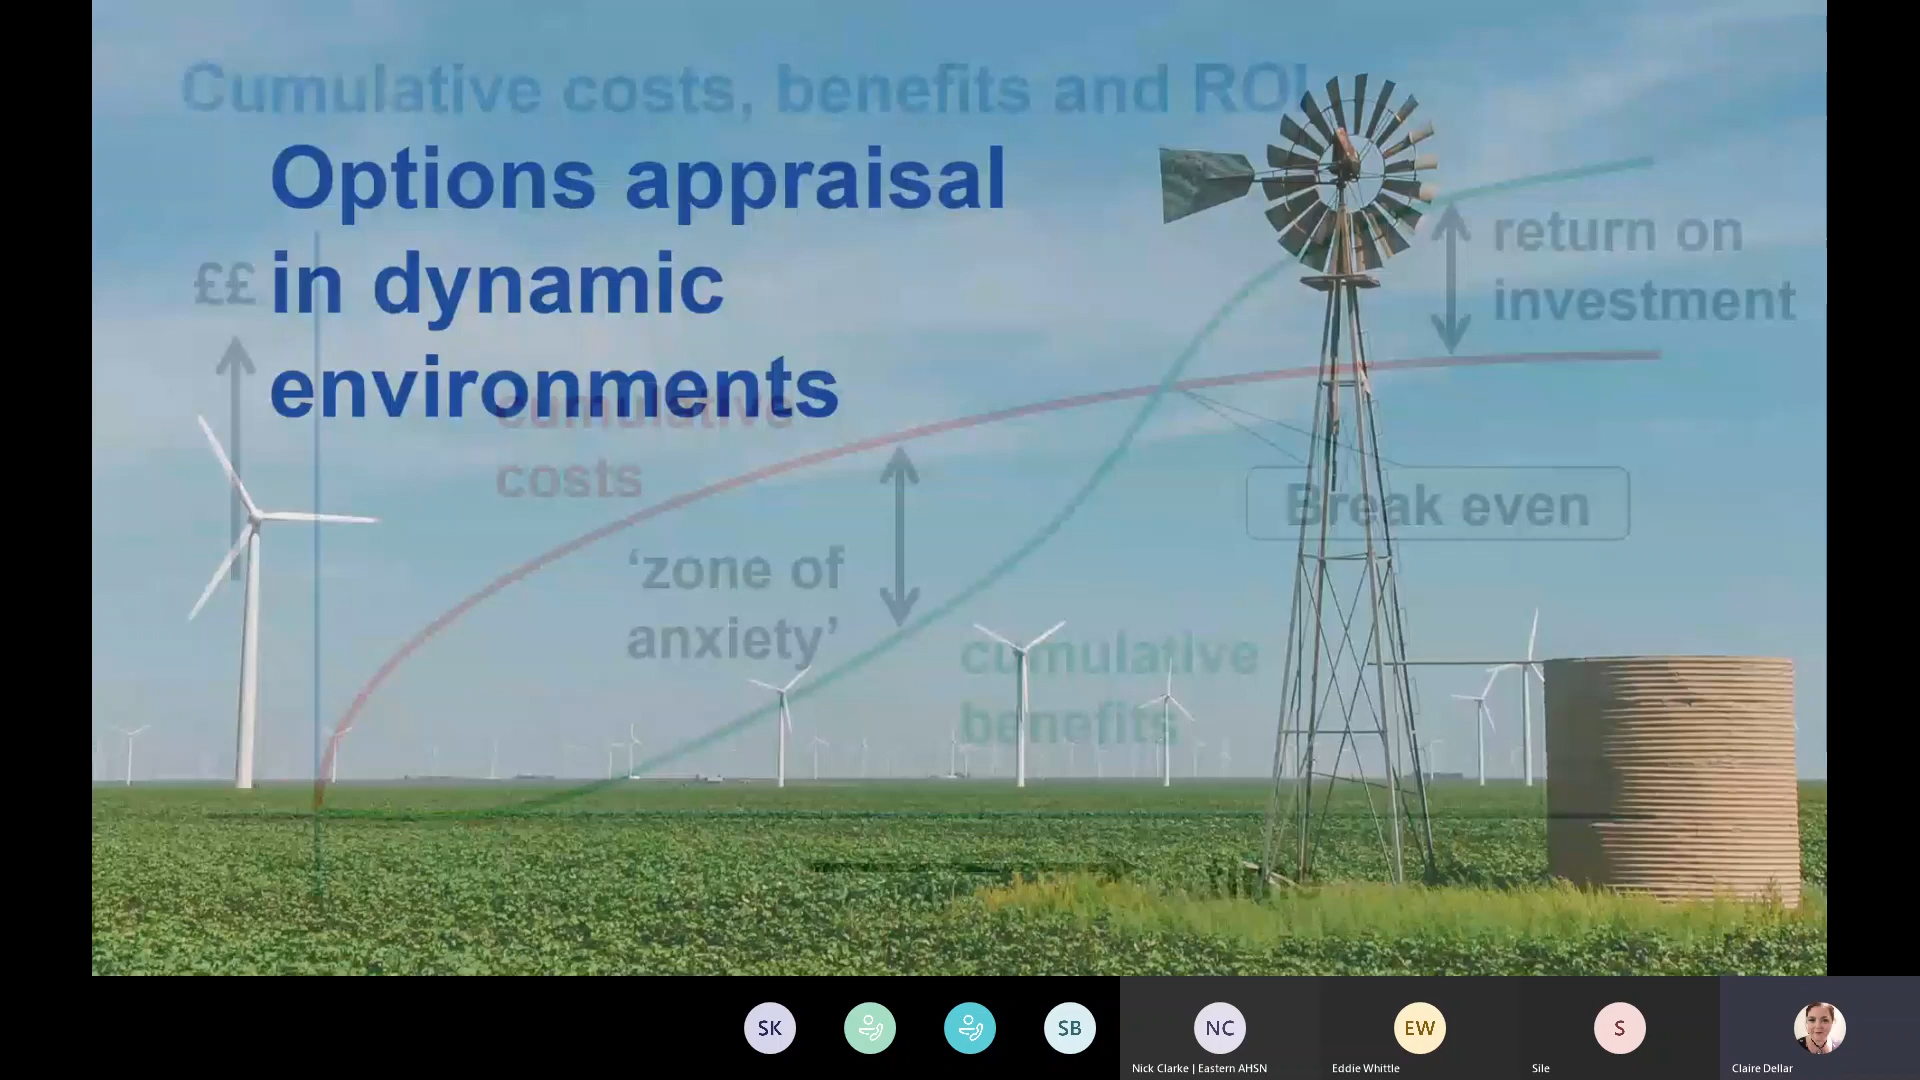 Cumulative costs, benefits and ROI
Options appraisal
in dynamic
environments
££
return on
investment
cumulative
costs
Break even
‘zone of
anxiety’
cumulative
benefits
time
SK
SB
NC
EW
S
Nick Clarke | Eastern AHSN
Eddie Whittle
Sile
Claire Dellar